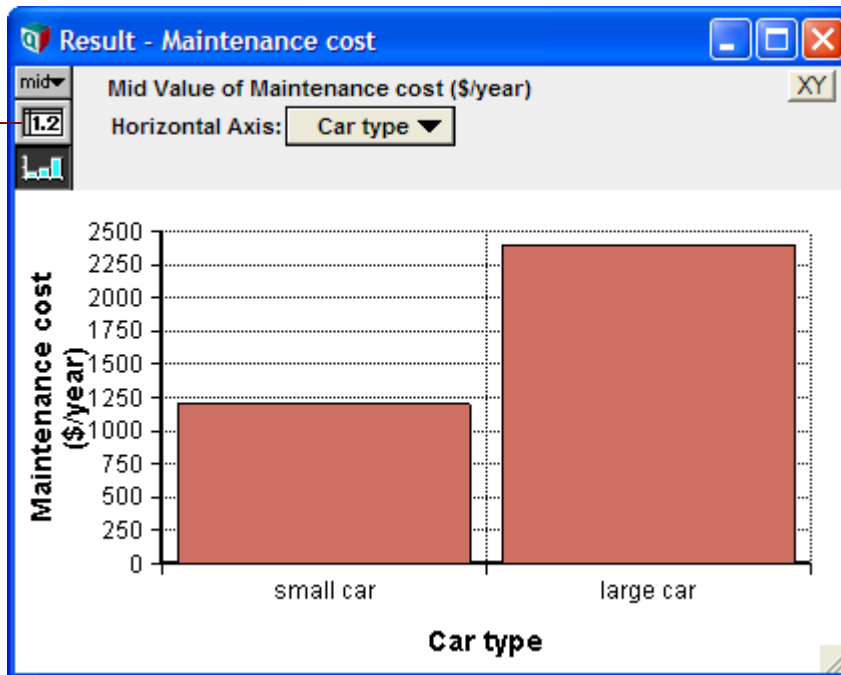 Result - Maintenance cost
mid
Mid Value of Maintenance cost ($/year)
XY
1.2
Horizontal Axis: Car type
Maintenance cost
($/year)
2500
2250
2000
1750
1500
1250
1000
750
500
250
0
small car
large car
Car type